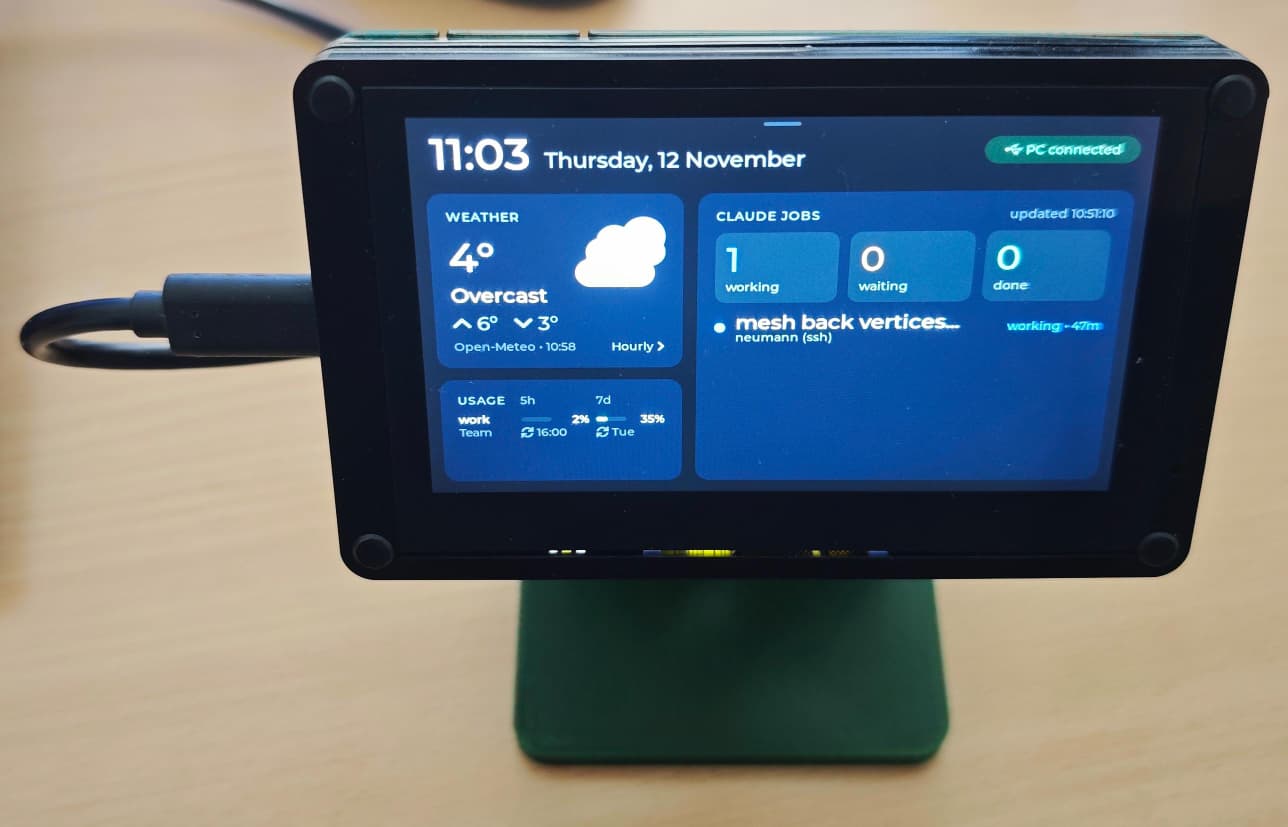 11:03 Thursday, 12 November
PC connected
WEATHER
4°
Overcast
6° 3°
Open-Meteo • 10:58 Hourly
USAGE 5h 7d
work 2% 35%
Team 16:00 Tue
CLAUDE JOBS updated 10:51:10
1 0 0
working waiting done
mesh back vertices... working - 47m
neumann (ssh)